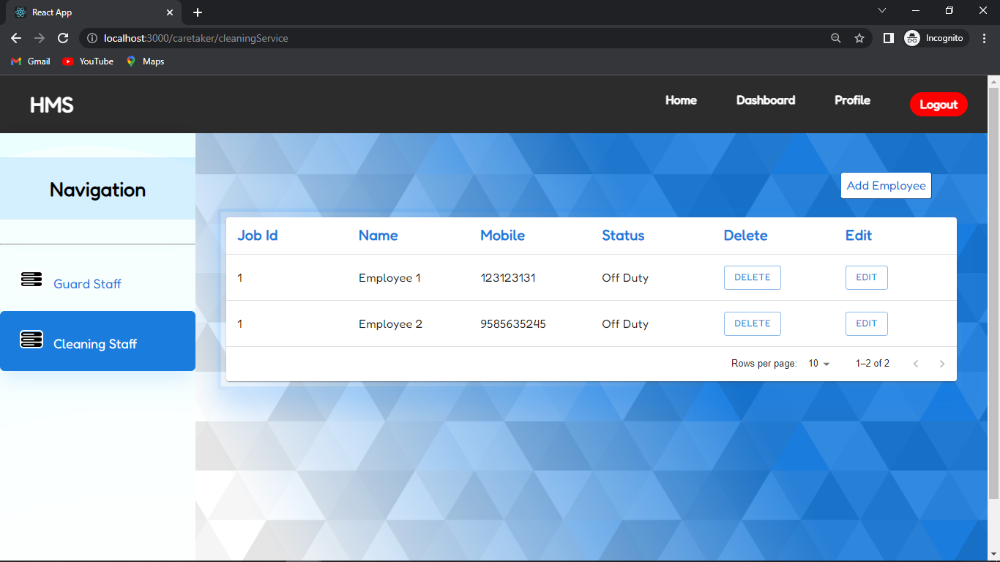 React App
localhost:3000/caretaker/cleaningService
Incognito
Gmail YouTube Maps
HMS Home Dashboard Profile Logout
Navigation
Guard Staff
Cleaning Staff
Add Employee
Job Id Name Mobile Status Delete Edit
1 Employee 1 123123131 Off Duty DELETE EDIT
1 Employee 2 9585635245 Off Duty DELETE EDIT
Rows per page: 10 1–2 of 2